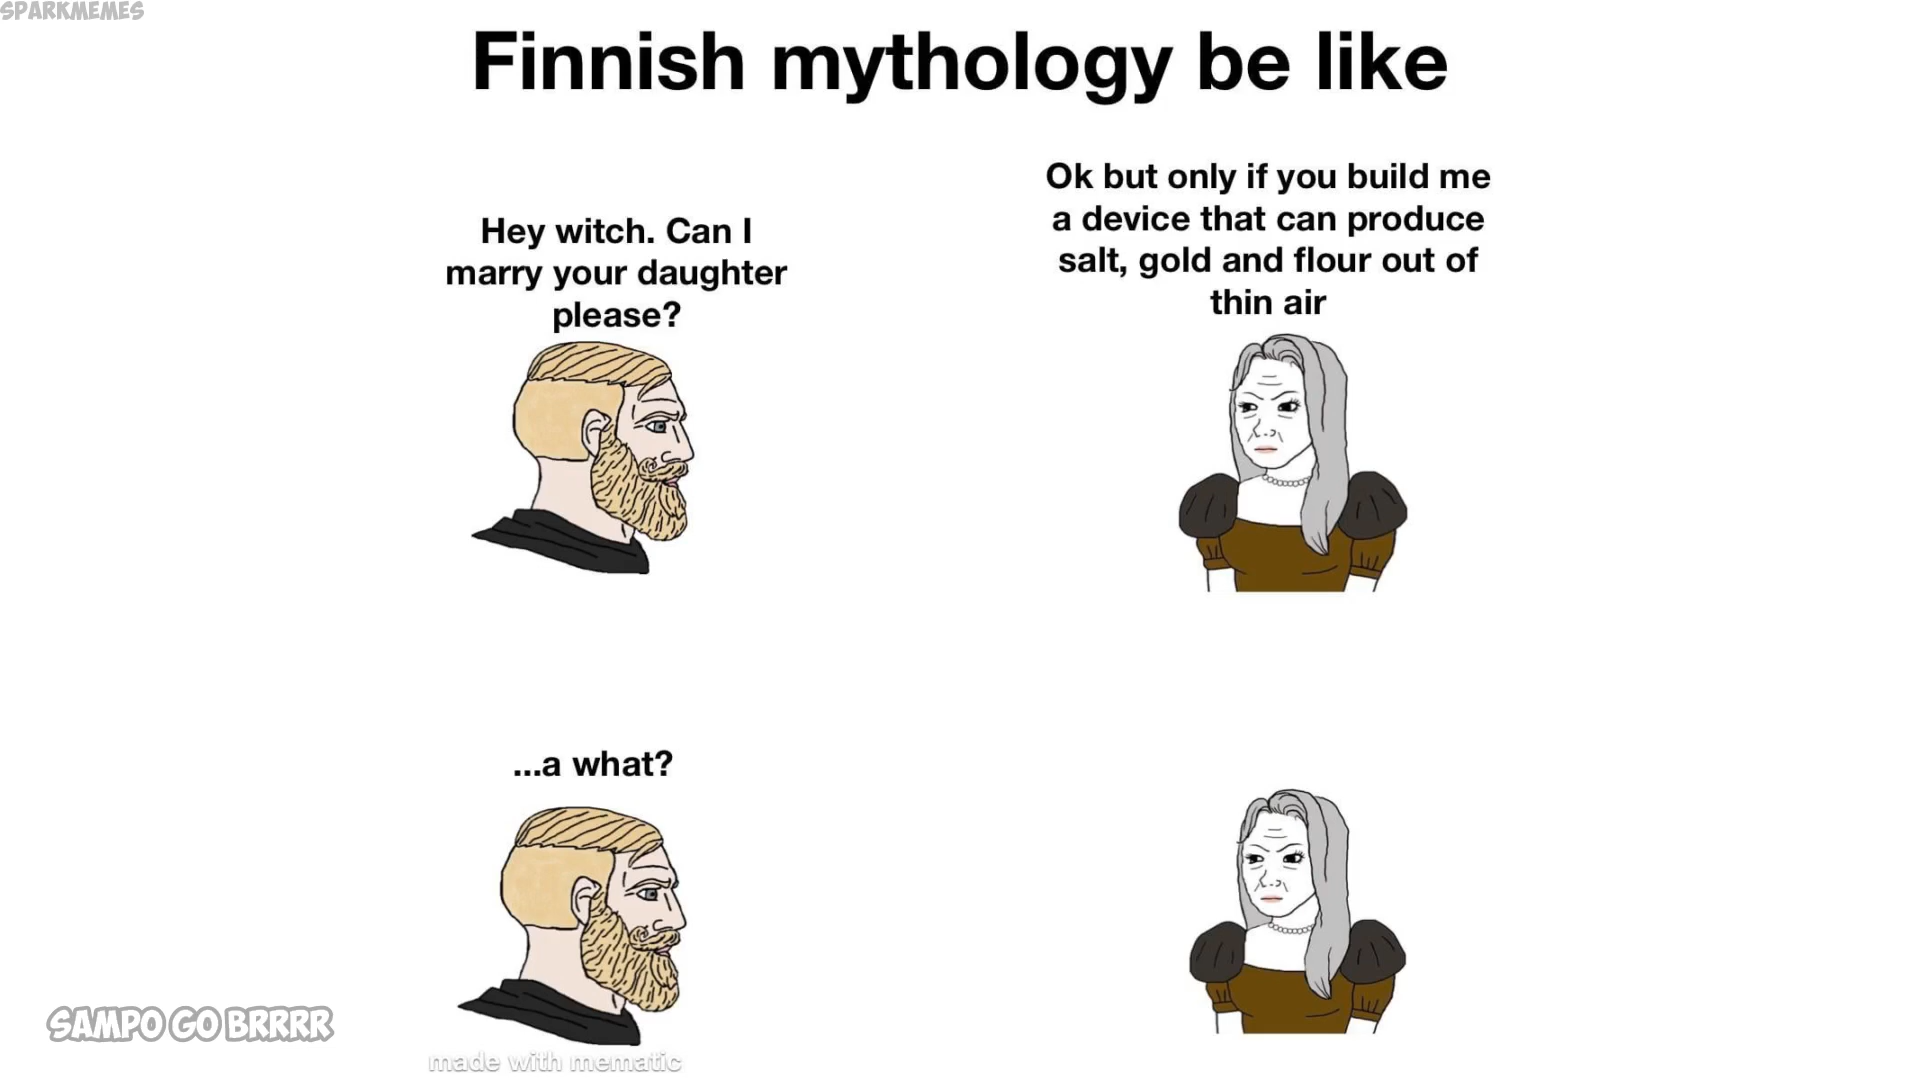 SPARKMEMES
Finnish mythology be like
Hey witch. Can I
marry your daughter
please?
Ok but only if you build me
a device that can produce
salt, gold and flour out of
thin air
...a what?
SAMPO GO BRRRR
made with mematic